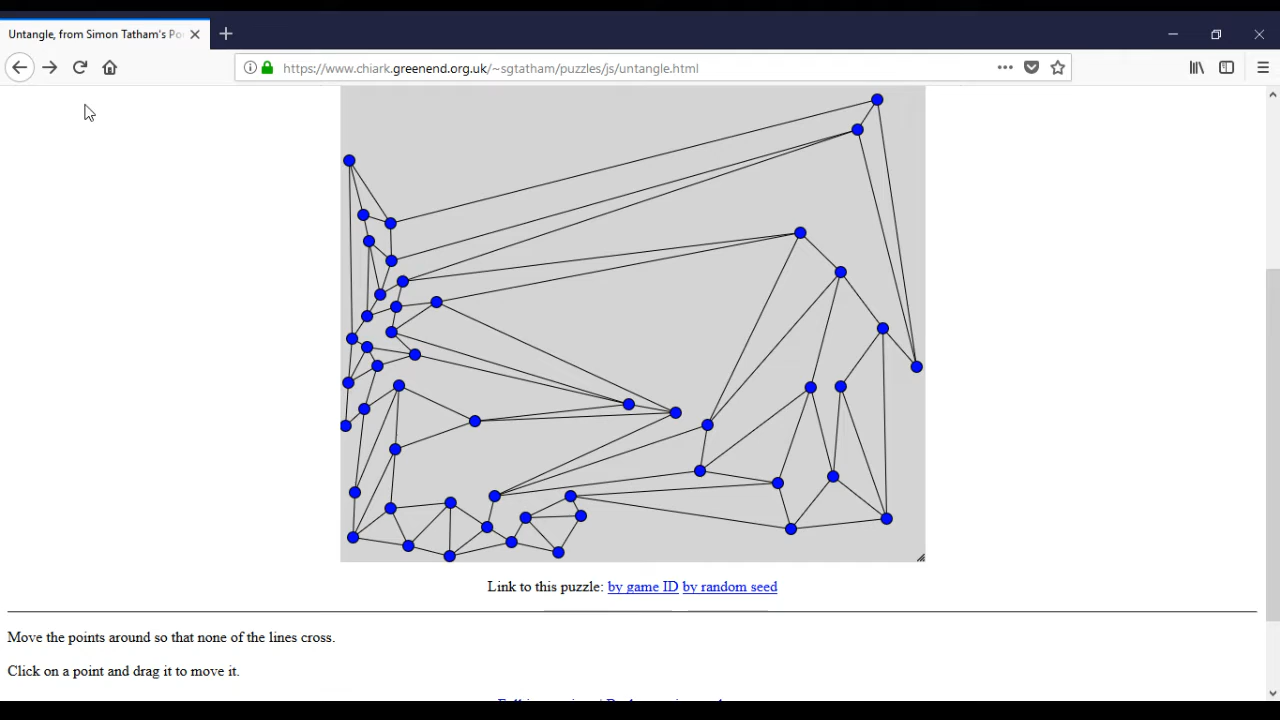 Untangle, from Simon Tatham's Po
https://www.chiark.greenend.org.uk/~sgtatham/puzzles/js/untangle.html
Link to this puzzle: by game ID by random seed
Move the points around so that none of the lines cross.
Click on a point and drag it to move it.